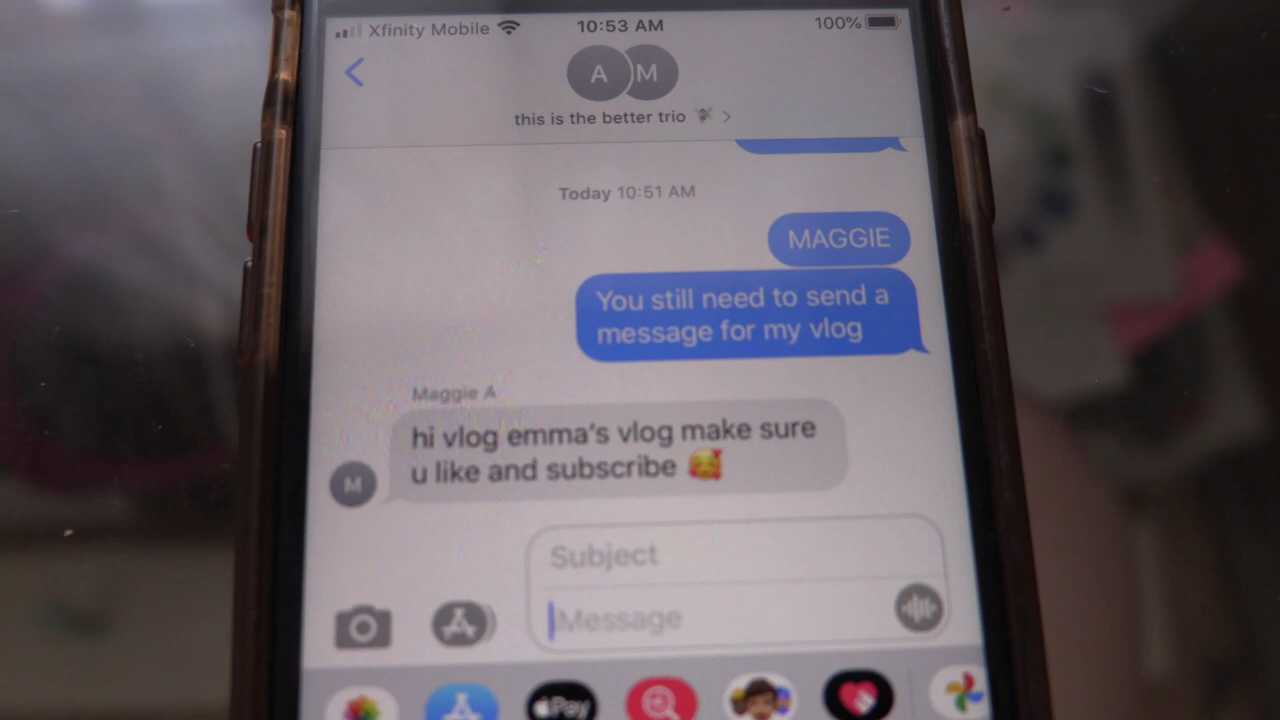 Xfinity Mobile 10:53 AM 100%
A M
this is the better trio 🧚 >
Today 10:51 AM
MAGGIE
You still need to send a
message for my vlog
Maggie A
hi vlog emma's vlog make sure
u like and subscribe 🥰
M
Subject
Message
Pay